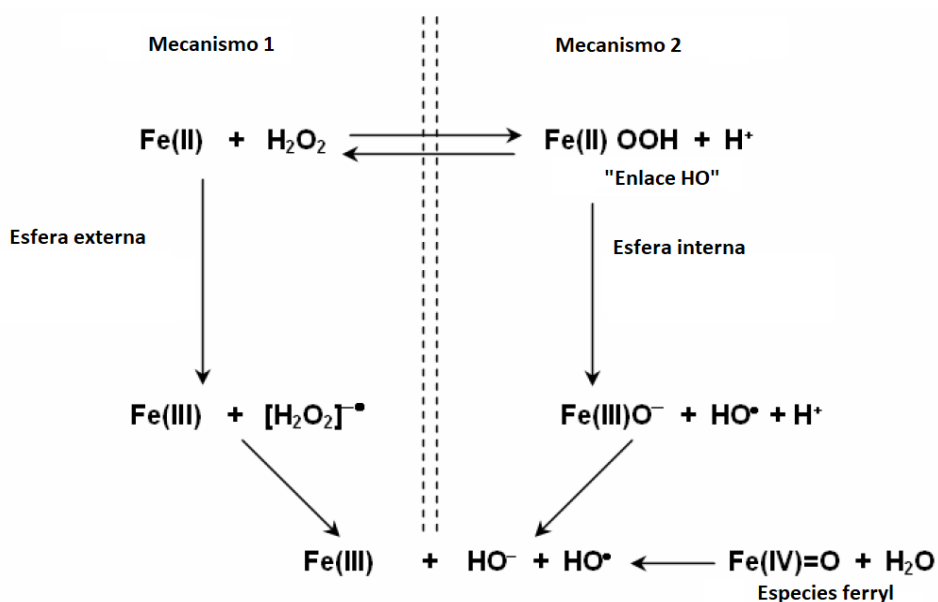 Mecanismo 1
Mecanismo 2
Fe(II) + H₂O₂
Fe(II) OOH + H⁺
"Enlace HO"
Esfera externa
Esfera interna
Fe(III) + [H₂O₂]⁻•
Fe(III)O⁻ + HO• + H⁺
Fe(III) + HO⁻ + HO•
Fe(IV)=O + H₂O
Especies ferryl